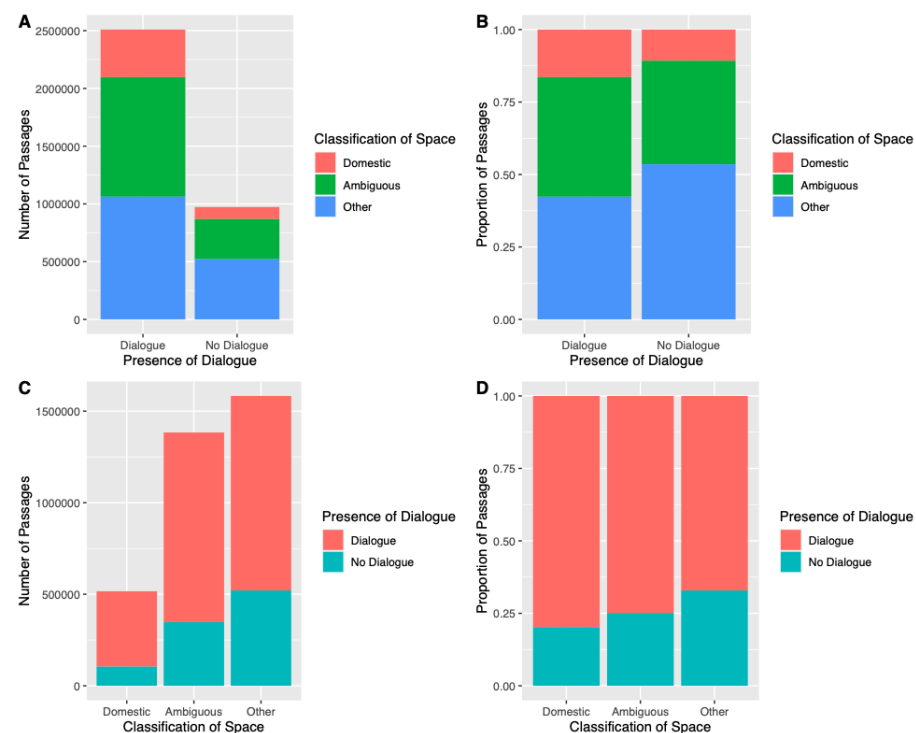 A
Number of Passages
2500000
2000000
1500000
1000000
500000
0
Dialogue No Dialogue
Presence of Dialogue
Classification of Space
Domestic
Ambiguous
Other
B
Proportion of Passages
1.00
0.75
0.50
0.25
0.00
Dialogue No Dialogue
Presence of Dialogue
Classification of Space
Domestic
Ambiguous
Other
C
Number of Passages
1500000
1000000
500000
0
Domestic Ambiguous Other
Classification of Space
Presence of Dialogue
Dialogue
No Dialogue
D
Proportion of Passages
1.00
0.75
0.50
0.25
0.00
Domestic Ambiguous Other
Classification of Space
Presence of Dialogue
Dialogue
No Dialogue